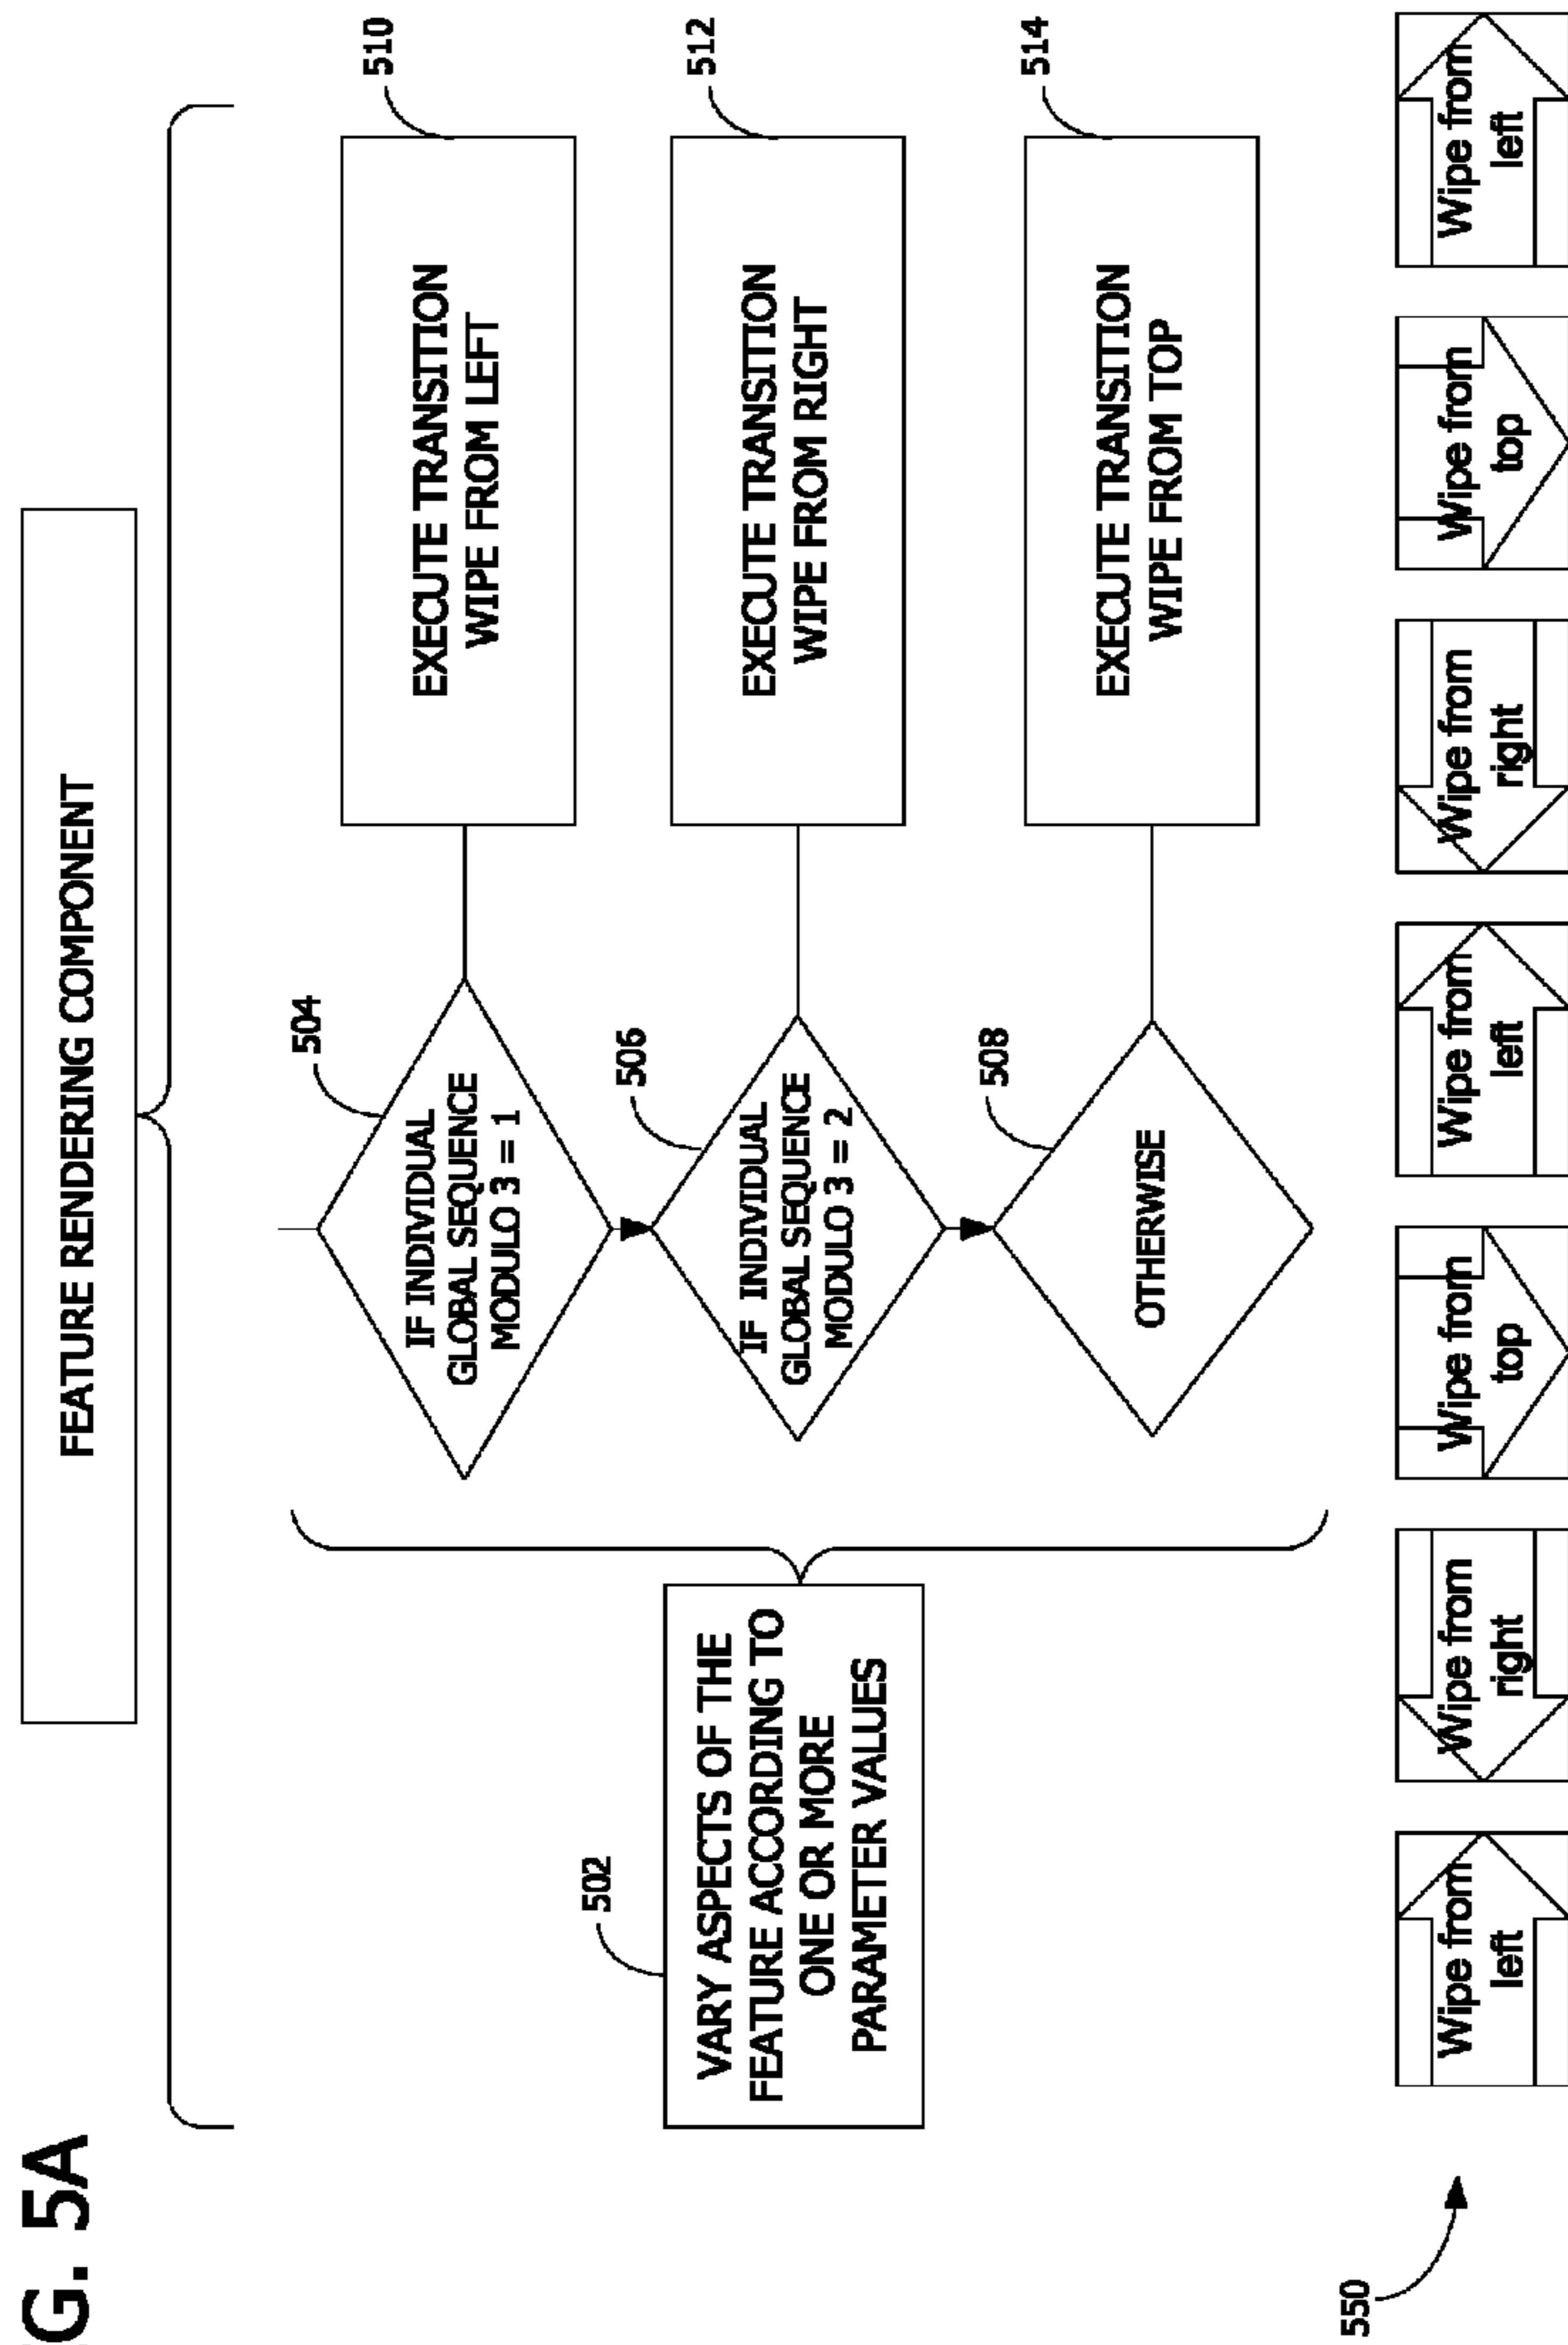 G. 5A
FEATURE RENDERING COMPONENT
502
VARY ASPECTS OF THE
FEATURE ACCORDING TO
ONE OR MORE
PARAMETER VALUES
504
IF INDIVIDUAL
GLOBAL SEQUENCE
MODULO 3 = 1
510
EXECUTE TRANSITION
WIPE FROM LEFT
506
IF INDIVIDUAL
GLOBAL SEQUENCE
MODULO 3 = 2
512
EXECUTE TRANSITION
WIPE FROM RIGHT
508
OTHERWISE
514
EXECUTE TRANSITION
WIPE FROM TOP
550
Wipe from
left
Wipe from
right
Wipe from
top
Wipe from
left
Wipe from
right
Wipe from
top
Wipe from
left